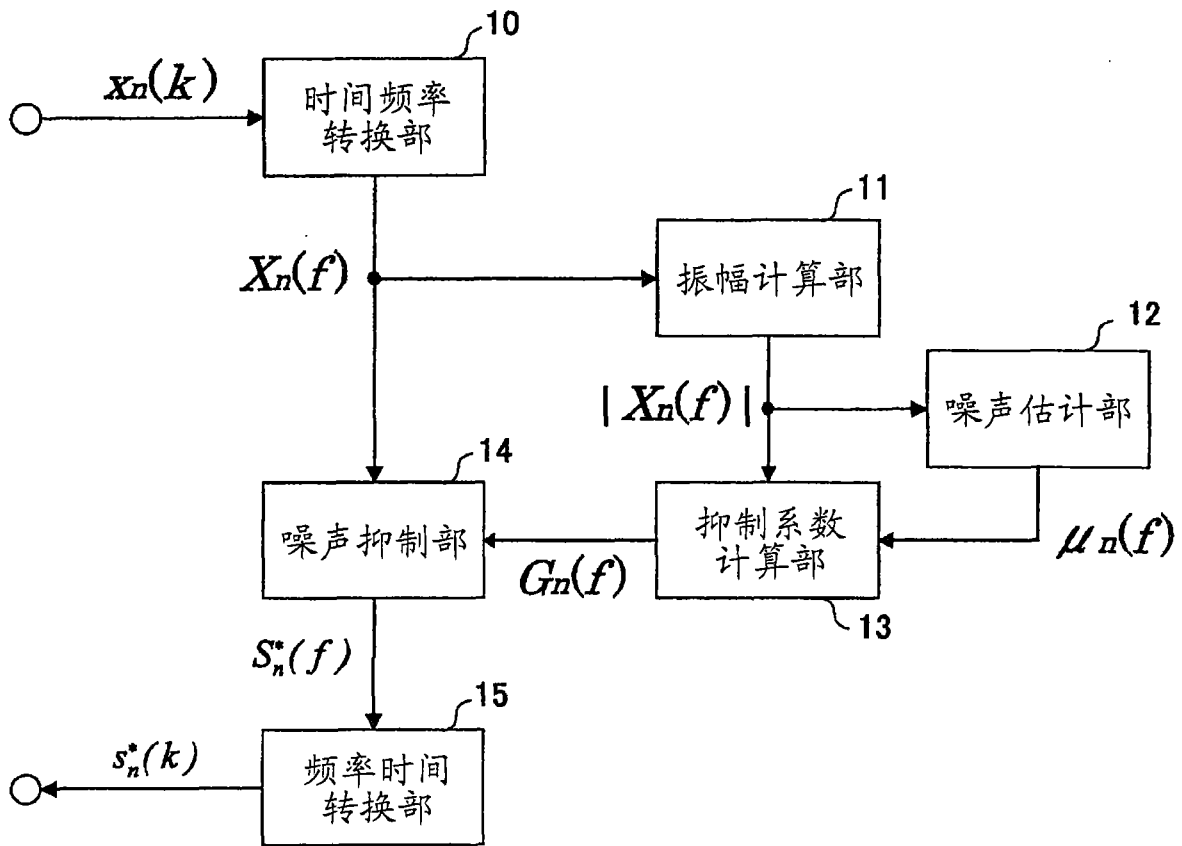 10
xn(k)
时间频率
转换部
11
Xn(f)
振幅计算部
12
|Xn(f)|
噪声估计部
14
噪声抑制部
抑制系数
计算部
μn(f)
Gn(f)
13
S*n(f)
15
s*n(k)
频率时间
转换部